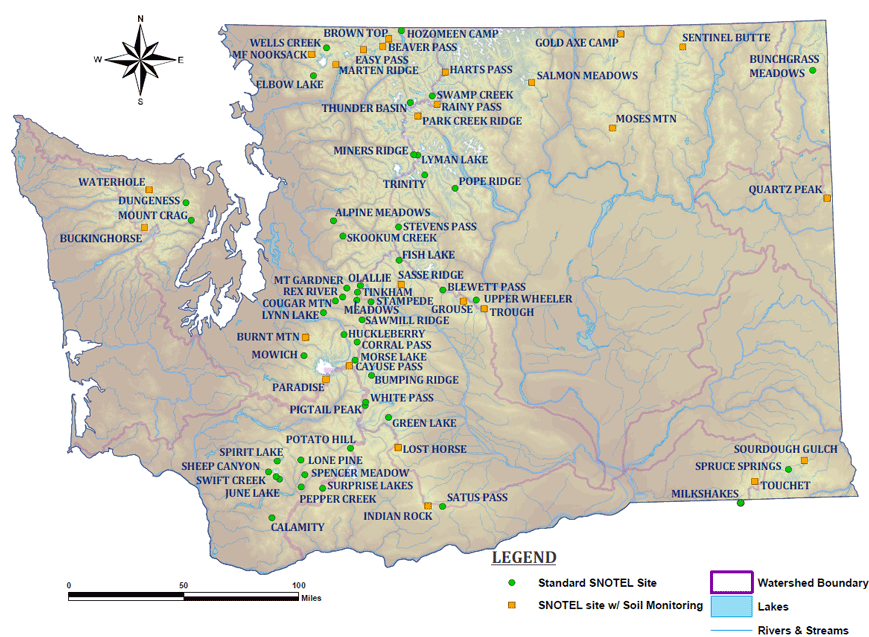 N
W
E
S
BROWN TOP
HOZOMEEN CAMP
WELLS CREEK
BEAVER PASS
MF NOOKSACK
EASY PASS
MARTEN RIDGE
ELBOW LAKE
HARTS PASS
GOLD AXE CAMP
SENTINEL BUTTE
BUNCHGRASS
MEADOWS
SALMON MEADOWS
SWAMP CREEK
THUNDER BASIN
RAINY PASS
PARK CREEK RIDGE
MOSES MTN
MINERS RIDGE
LYMAN LAKE
TRINITY
POPE RIDGE
QUARTZ PEAK
WATERHOLE
DUNGENESS
MOUNT CRAG
BUCKINGHORSE
ALPINE MEADOWS
STEVENS PASS
SKOOKUM CREEK
FISH LAKE
SASSE RIDGE
MT GARDNER
OLALLIE
REX RIVER
TINKHAM
BLEWETT PASS
COUGAR MTN
STAMPEDE
UPPER WHEELER
LYNN LAKE
MEADOWS
GROUSE
TROUGH
SAWMILL RIDGE
BURNT MTN
HUCKLEBERRY
CORRAL PASS
MOWICH
MORSE LAKE
CAYUSE PASS
PARADISE
BUMPING RIDGE
WHITE PASS
PIGTAIL PEAK
GREEN LAKE
POTATO HILL
LOST HORSE
SPIRIT LAKE
LONE PINE
SHEEP CANYON
SPENCER MEADOW
SWIFT CREEK
SURPRISE LAKES
JUNE LAKE
PEPPER CREEK
SATUS PASS
INDIAN ROCK
CALAMITY
SOURDOUGH GULCH
SPRUCE SPRINGS
TOUCHET
MILKSHAKES
LEGEND
Standard SNOTEL Site
SNOTEL site w/ Soil Monitoring
Watershed Boundary
Lakes
Rivers & Streams
0
50
100
Miles